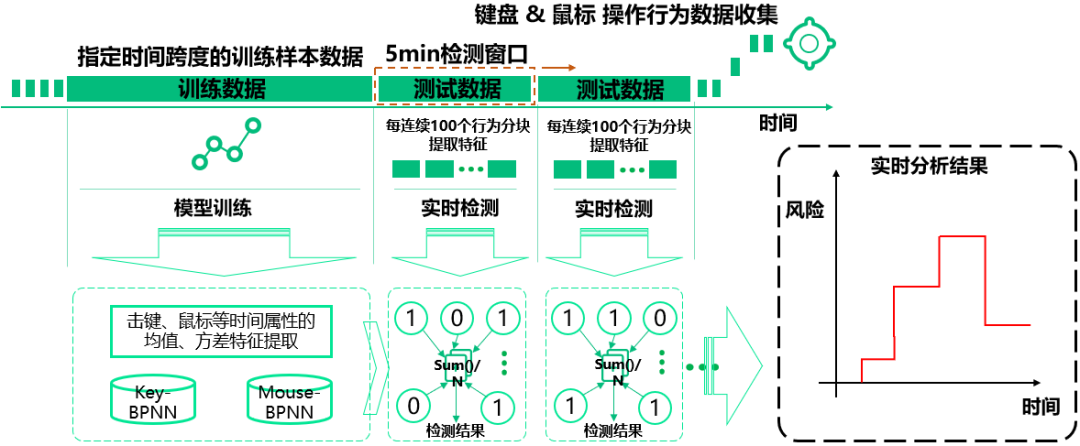 键盘 & 鼠标 操作行为数据收集
指定时间跨度的训练样本数据
5min检测窗口
训练数据
测试数据
测试数据
时间
每连续100个行为分块
提取特征
每连续100个行为分块
提取特征
模型训练
实时检测
实时检测
击键、鼠标等时间属性的
均值、方差特征提取
Key-
BPNN
Mouse-
BPNN
1
0
1
Sum()/
N
0
1
检测结果
1
1
0
Sum()/
N
1
1
检测结果
实时分析结果
风险
时间